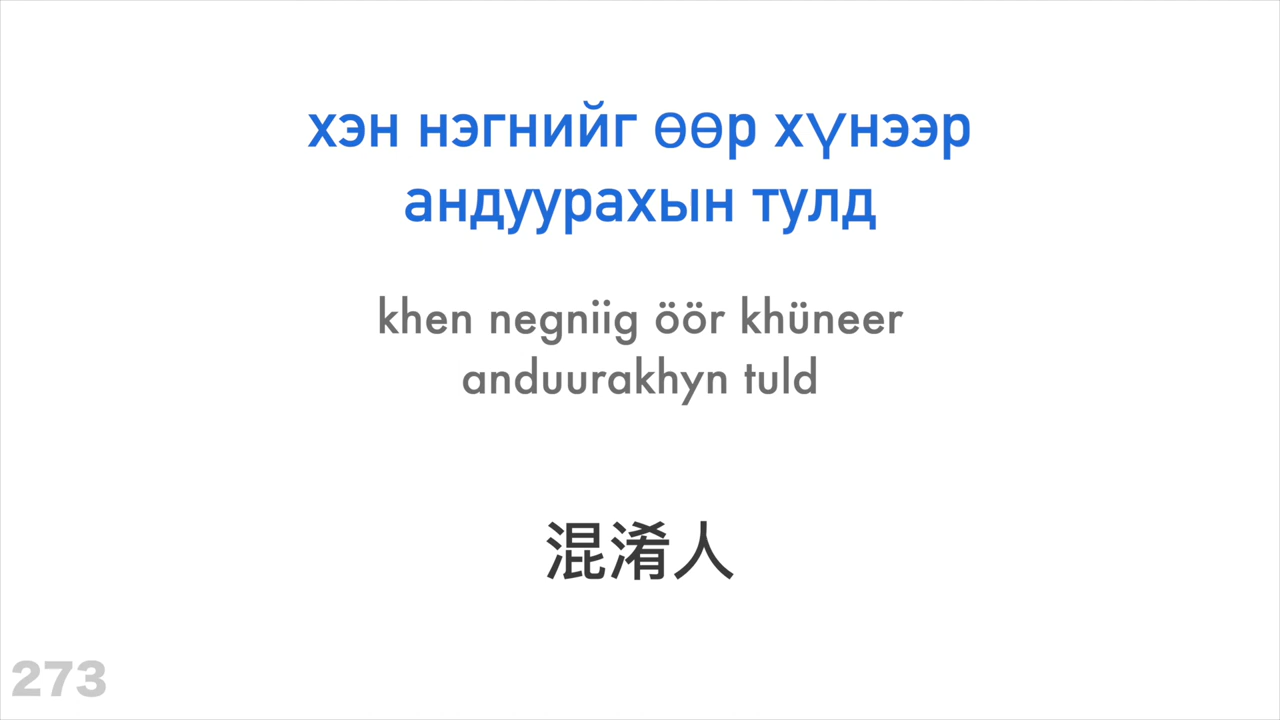 хэн нэгнийг өөр хүнээр
андуурахын тулд
khen negniig öör khüneer
anduurakhyn tuld
混淆人
273